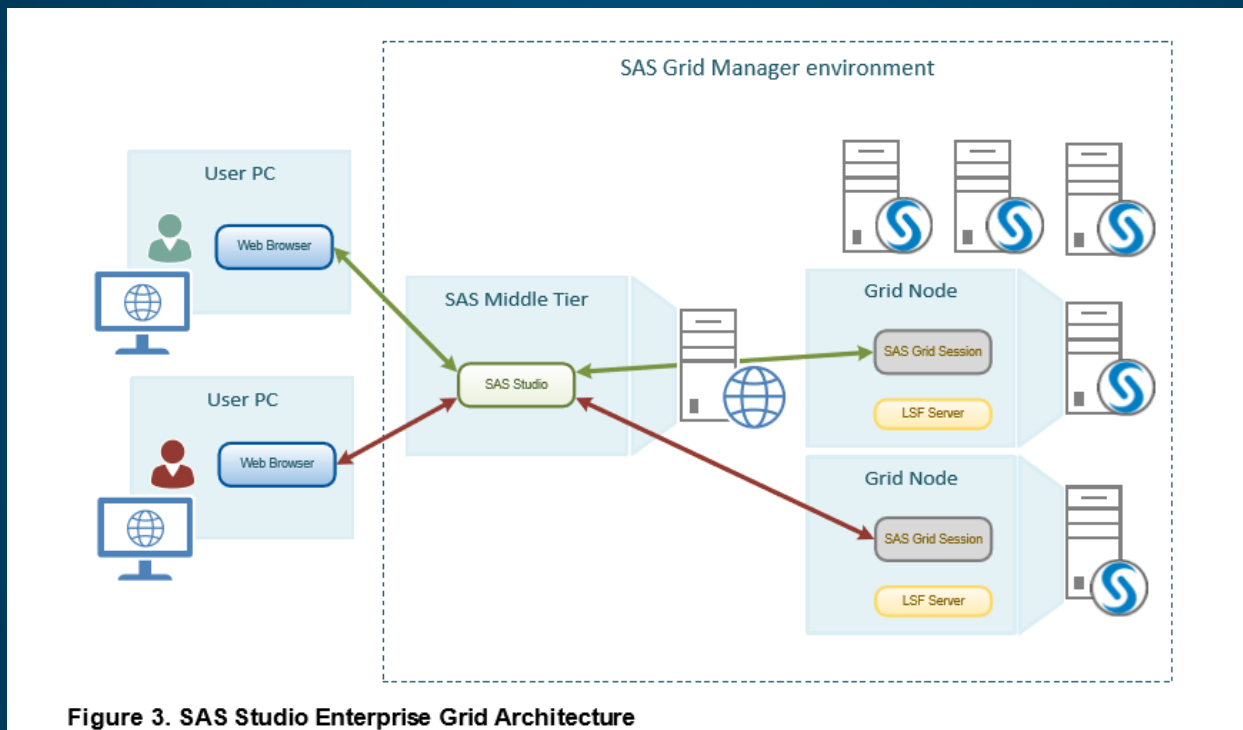 SAS Grid Manager environment
User PC
Web Browser
User PC
Web Browser
SAS Middle Tier
SAS Studio
Grid Node
SAS Grid Session
LSF Server
Grid Node
SAS Grid Session
LSF Server
Figure 3. SAS Studio Enterprise Grid Architecture